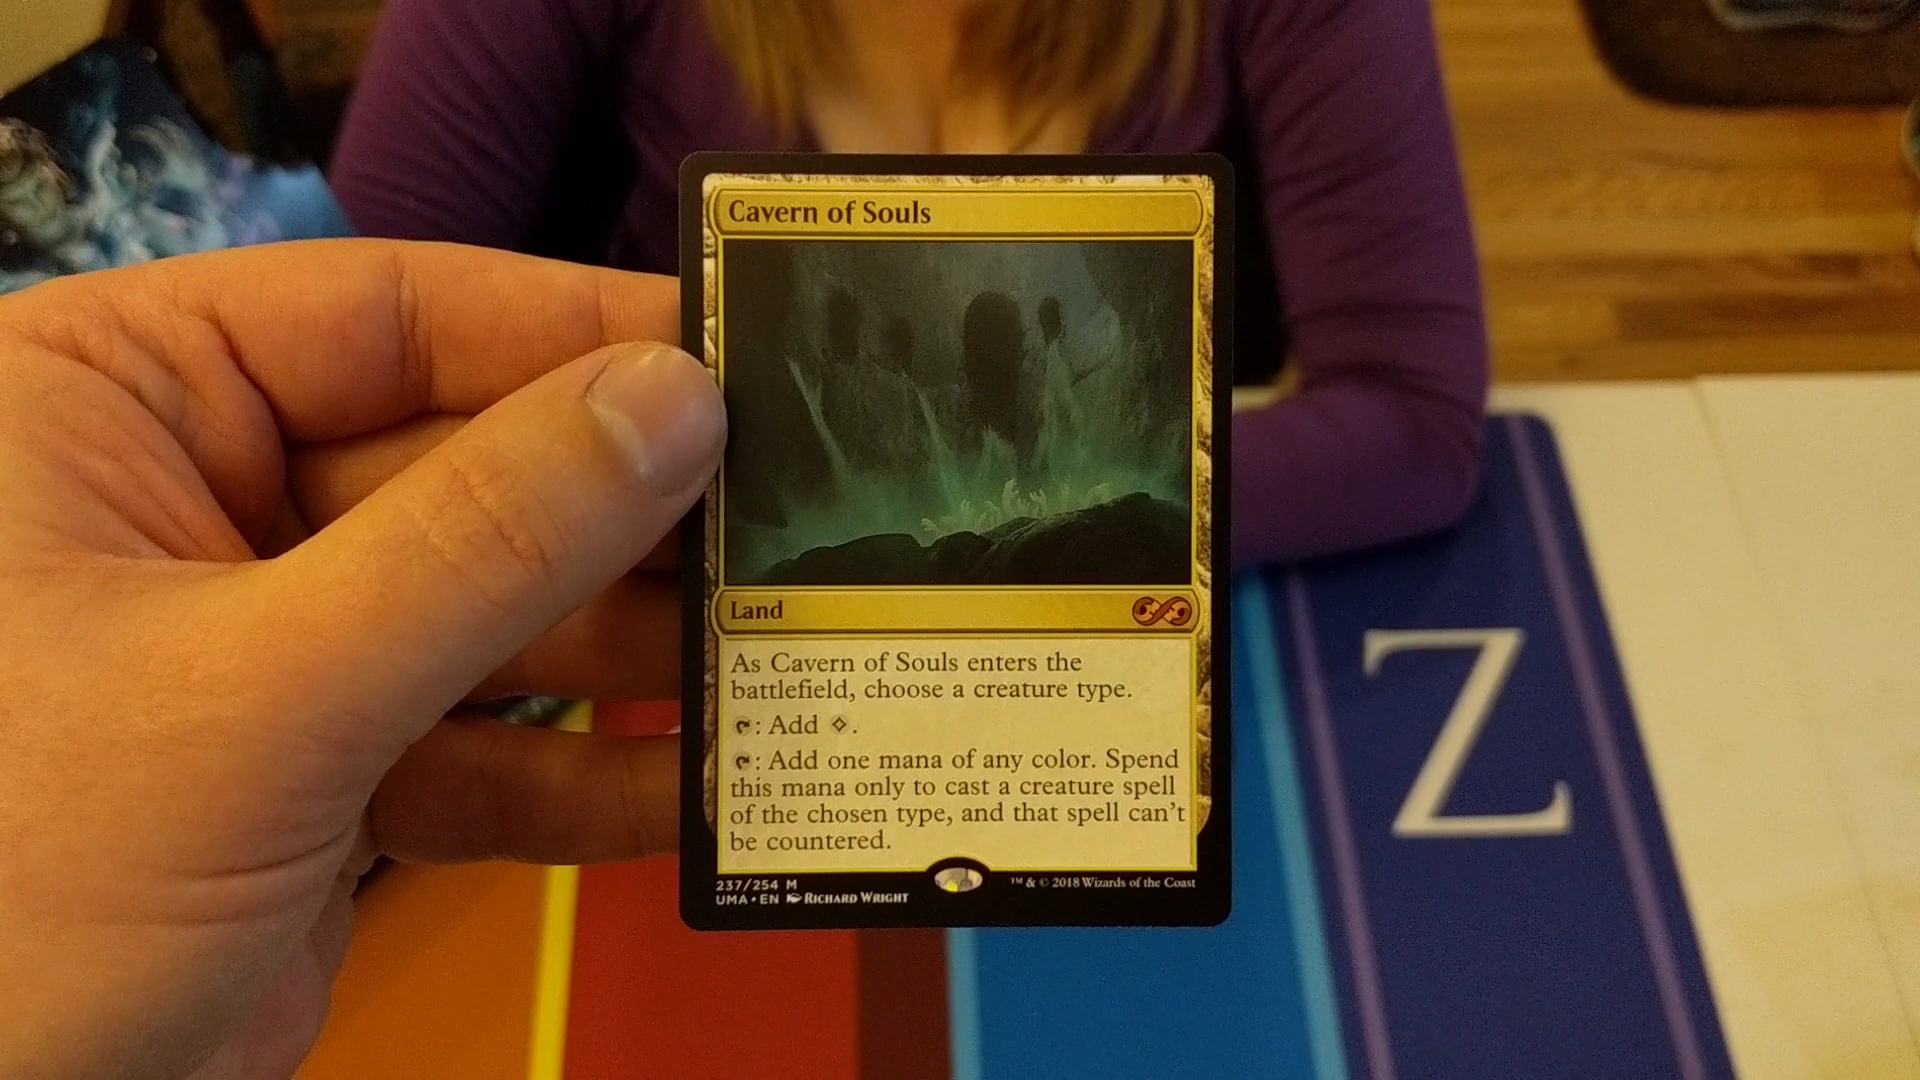 Cavern of Souls
Land
As Cavern of Souls enters the
battlefield, choose a creature type.
: Add .
: Add one mana of any color. Spend
this mana only to cast a creature spell
of the chosen type, and that spell can't
be countered.
237/254 M
UMA • EN RICHARD WRIGHT
™ & © 2018 Wizards of the Coast
Z